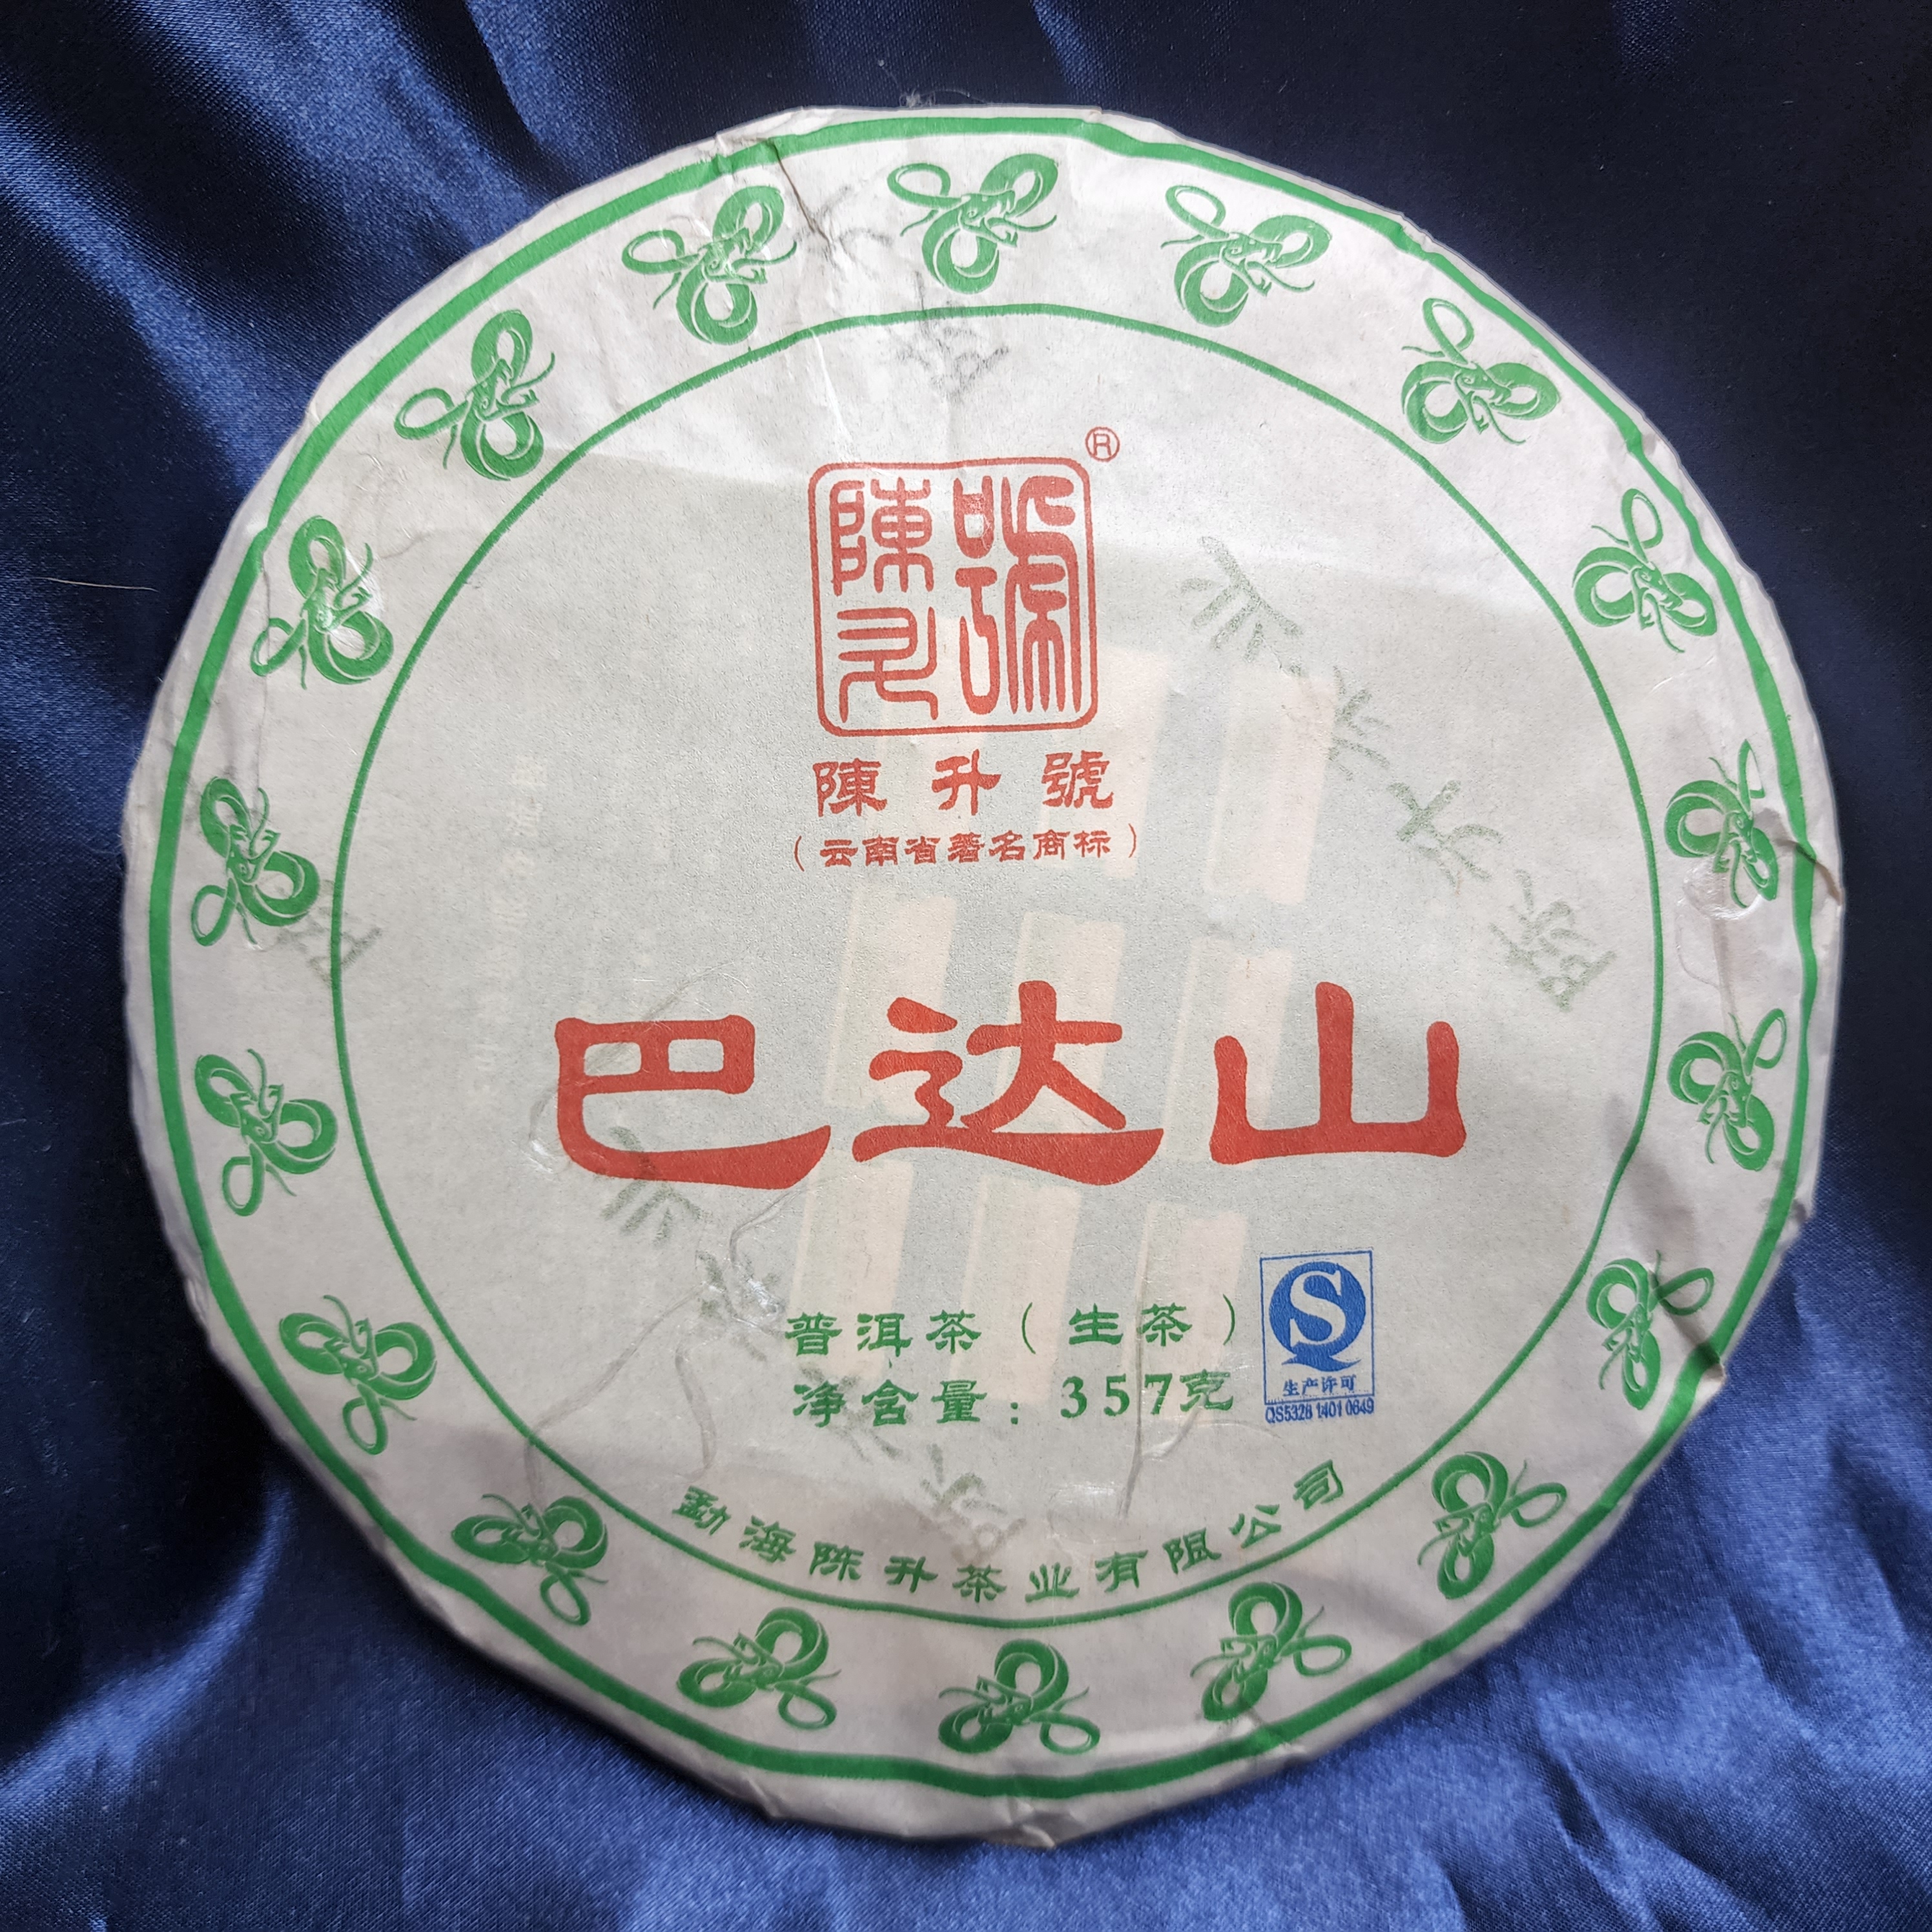 ®
陳升號
陳升號
（云南省著名商标）
巴达山
普洱茶（生茶）
净含量：357克
生产许可
QS5328 1401 0649
勐海陈升茶业有限公司